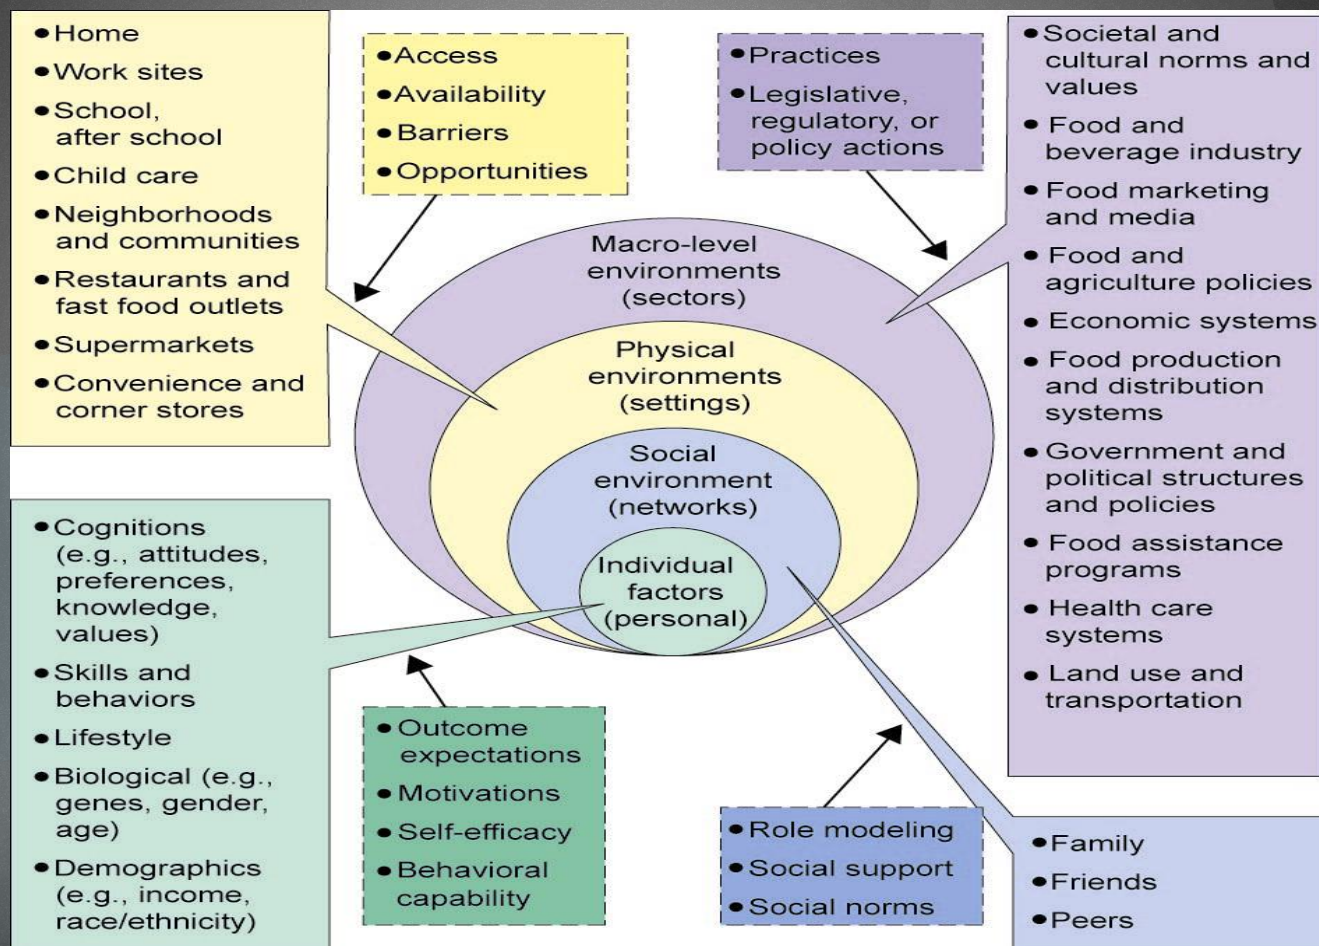 • Home
• Work sites
• School,
after school
• Child care
• Neighborhoods
and communities
• Restaurants and
fast food outlets
• Supermarkets
• Convenience and
corner stores
• Access
• Availability
• Barriers
• Opportunities
• Practices
• Legislative,
regulatory, or
policy actions
• Societal and
cultural norms and
values
• Food and
beverage industry
• Food marketing
and media
• Food and
agriculture policies
• Economic systems
• Food production
and distribution
systems
• Government and
political structures
and policies
• Food assistance
programs
• Health care
systems
• Land use and
transportation
Macro-level
environments
(sectors)
Physical
environments
(settings)
Social
environment
(networks)
Individual
factors
(personal)
• Cognitions
(e.g., attitudes,
preferences,
knowledge,
values)
• Skills and
behaviors
• Lifestyle
• Biological (e.g.,
genes, gender,
age)
• Demographics
(e.g., income,
race/ethnicity)
• Outcome
expectations
• Motivations
• Self-efficacy
• Behavioral
capability
• Role modeling
• Social support
• Social norms
• Family
• Friends
• Peers